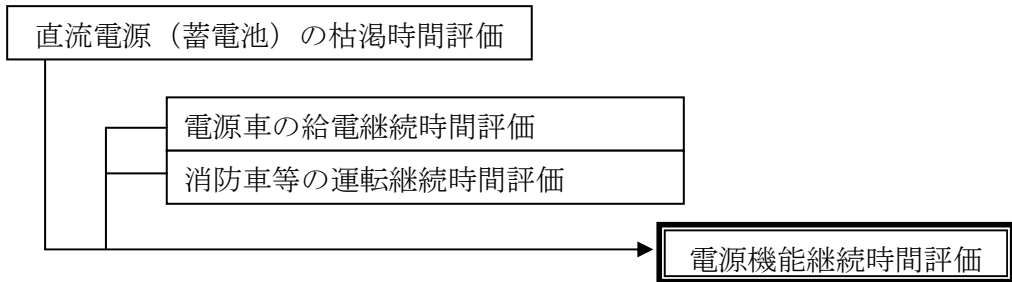 直流電源（蓄電池）の枯渇時間評価
電源車の給電継続時間評価
消防車等の運転継続時間評価
電源機能継続時間評価